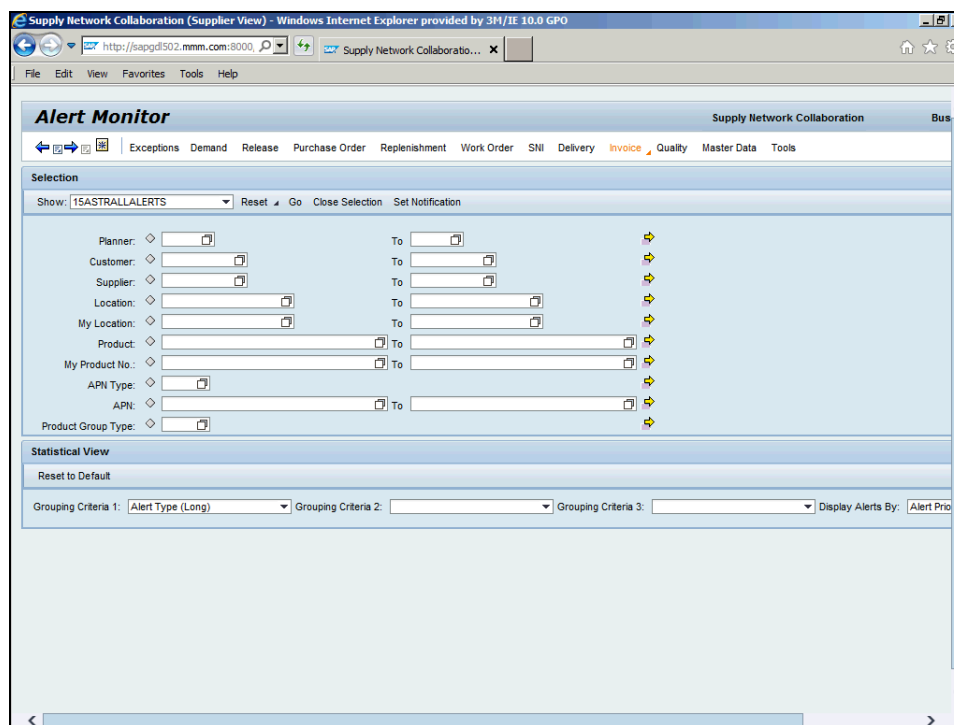 Supply Network Collaboration (Supplier View) - Windows Internet Explorer provided by 3M/IE 10.0 GPO
http://sapgdl502.mmm.com:8000, Supply Network Collaboratio...
File Edit View Favorites Tools Help
Alert Monitor Supply Network Collaboration Bus
Exceptions Demand Release Purchase Order Replenishment Work Order SNI Delivery Invoice Quality Master Data Tools
Selection
Show: 15ASTRALLALERTS Reset Go Close Selection Set Notification
Planner: To
Customer: To
Supplier: To
Location: To
My Location: To
Product: To
My Product No.: To
APN Type:
APN: To
Product Group Type:
Statistical View
Reset to Default
Grouping Criteria 1: Alert Type (Long) Grouping Criteria 2: Grouping Criteria 3: Display Alerts By: Alert Prio